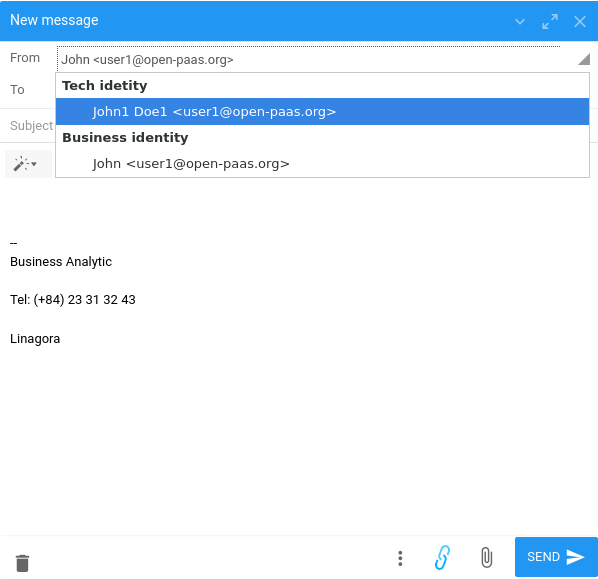 New message
From
John <user1@open-paas.org>
To
Tech idetity
John1 Doe1 <user1@open-paas.org>
Business identity
John <user1@open-paas.org>
Subject
--
Business Analytic
Tel: (+84) 23 31 32 43
Linagora
SEND